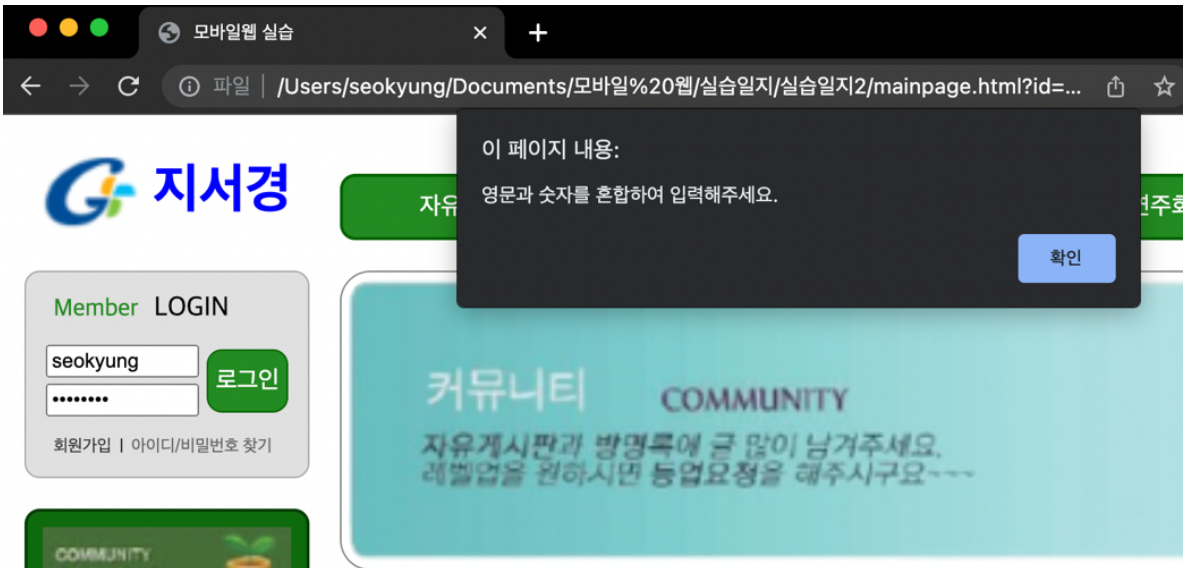 모바일웹 실습
파일 | /Users/seokyung/Documents/모바일%20웹/실습일지/실습일지2/mainpage.html?id=...
이 페이지 내용:
영문과 숫자를 혼합하여 입력해주세요.
확인
지서경
자유
Member LOGIN
seokyung
••••••••
로그인
회원가입 | 아이디/비밀번호 찾기
커뮤니티 COMMUNITY
자유게시판과 방명록에 글 많이 남겨주세요.
레벨업을 원하시면 등업요청을 해주시구요~~~
COMMUNITY